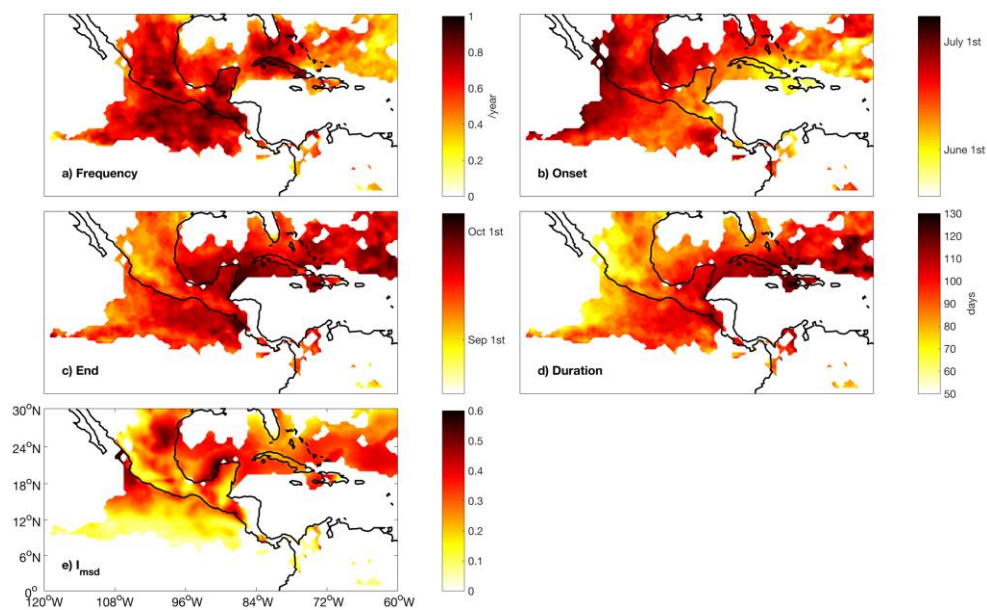 1
0.8
0.6
0.4
0.2
0
/year
a) Frequency
July 1st
June 1st
b) Onset
Oct 1st
Sep 1st
c) End
130
120
110
100
90
80
70
60
50
days
d) Duration
30°N
24°N
18°N
12°N
6°N
0°
120°W
108°W
96°W
84°W
72°W
60°W
e) Imsd
0.6
0.5
0.4
0.3
0.2
0.1
0